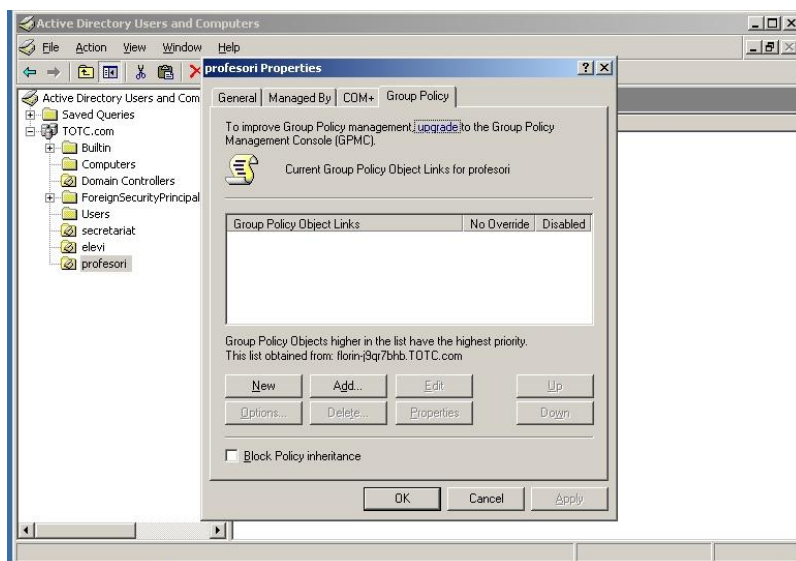 Active Directory Users and Computers
File Action View Window Help
profesori Properties
Active Directory Users and Com
Saved Queries
TOTC.com
Builtin
Computers
Domain Controllers
ForeignSecurityPrincipal
Users
secretariat
elevi
profesori
General Managed By COM+ Group Policy
To improve Group Policy management, upgrade to the Group Policy
Management Console (GPMC).
Current Group Policy Object Links for profesori
Group Policy Object Links No Override Disabled
Group Policy Objects higher in the list have the highest priority.
This list obtained from: florin-j9qr7bhb.TOTC.com
New Add... Edit Up
Options... Delete... Properties Down
Block Policy inheritance
OK Cancel Apply